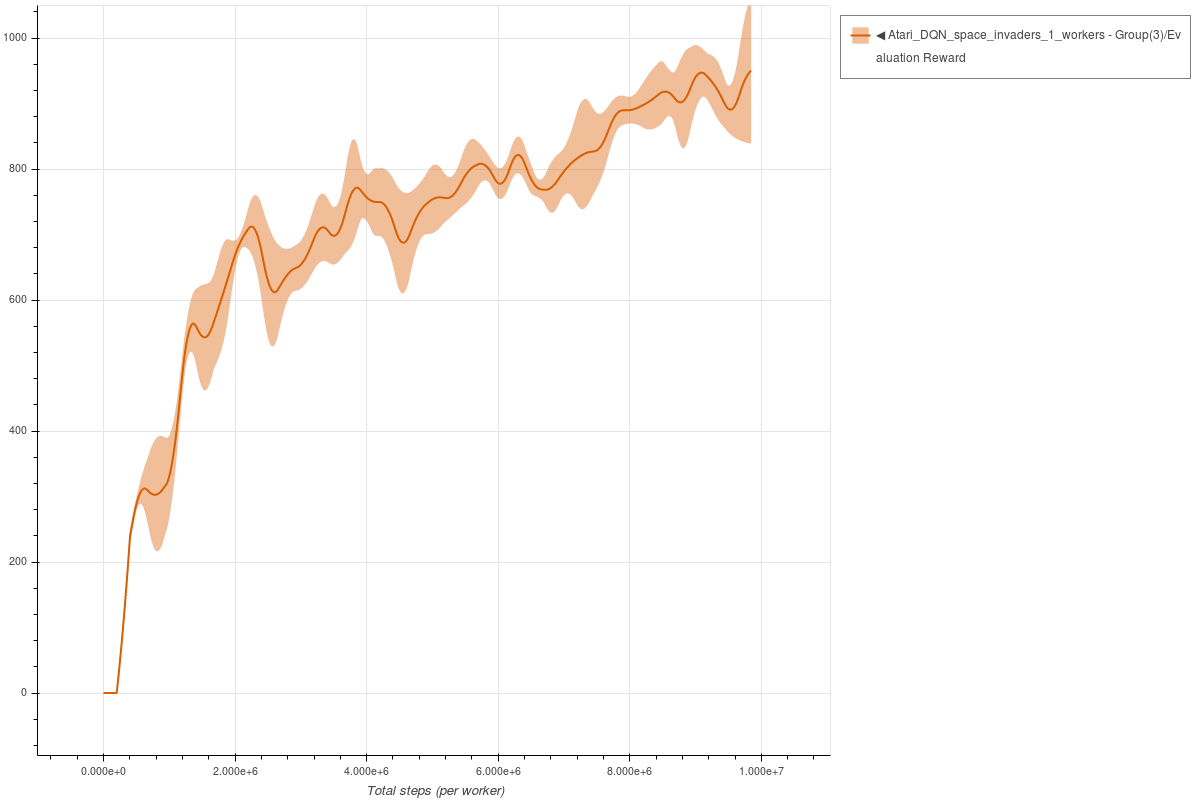 ◀ Atari_DQN_space_invaders_1_workers - Group(3)/Ev
aluation Reward
1000
800
600
400
200
0
0.000e+0 2.000e+6 4.000e+6 6.000e+6 8.000e+6 1.000e+7
Total steps (per worker)